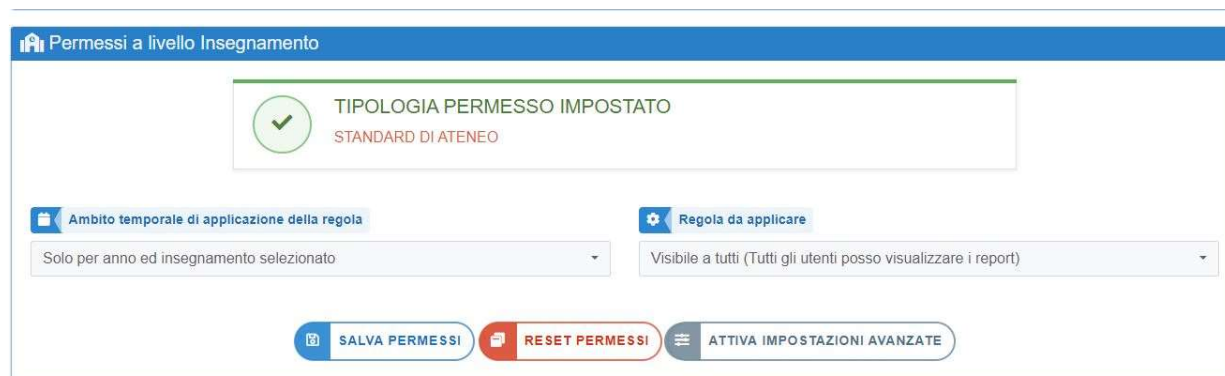 Permessi a livello Insegnamento
TIPOLOGIA PERMESSO IMPOSTATO
STANDARD DI ATENEO
Ambito temporale di applicazione della regola
Regola da applicare
Solo per anno ed insegnamento selezionato
Visibile a tutti (Tutti gli utenti posso visualizzare i report)
SALVA PERMESSI
RESET PERMESSI
ATTIVA IMPOSTAZIONI AVANZATE